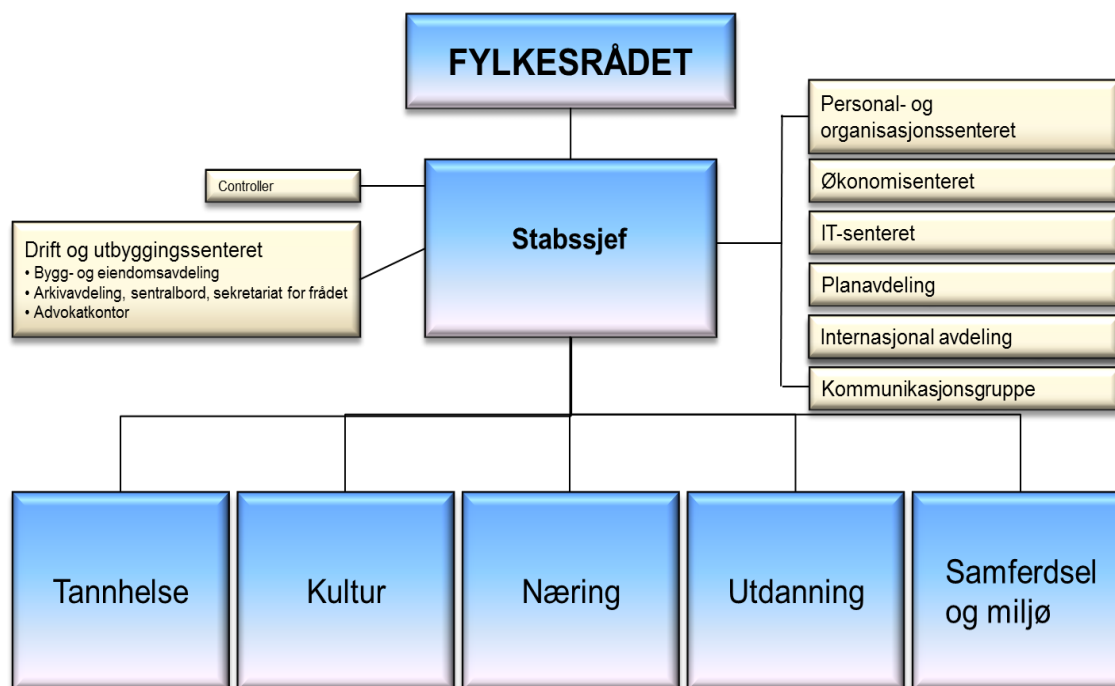 FYLKESRÅDET
Controller
Drift og utbyggingssenteret
• Bygg- og eiendomsavdeling
• Arkivavdeling, sentralbord, sekretariat for frådet
• Advokatkontor
Stabssjef
Personal- og
organisasjonssenteret
Økonomisenteret
IT-senteret
Planavdeling
Internasjonal avdeling
Kommunikasjonsgruppe
Tannhelse
Kultur
Næring
Utdanning
Samferdsel
og miljø